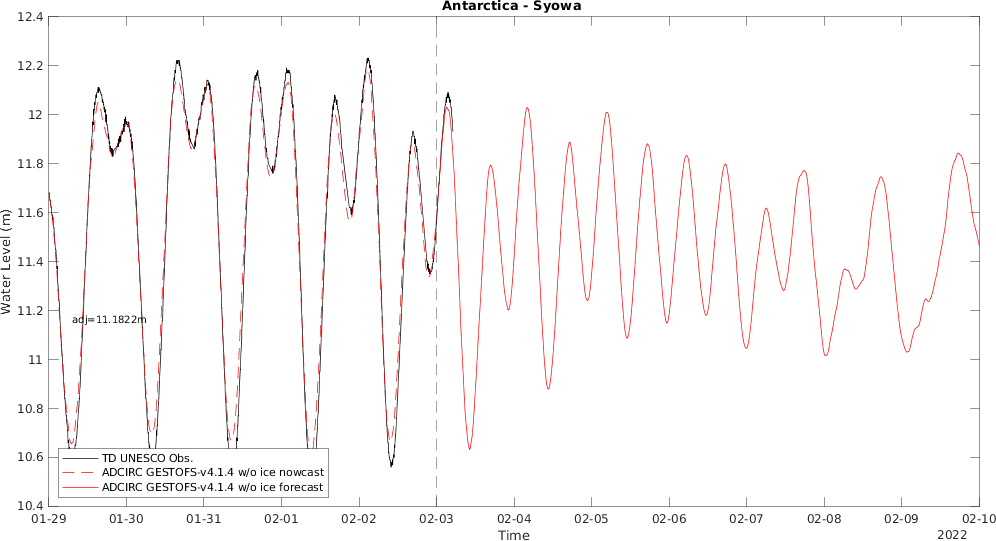 Antarctica - Syowa
12.4
12.2
12
11.8
11.6
11.4
11.2
11
10.8
10.6
10.4
Water Level (m)
adj=11.1822m
TD UNESCO Obs.
ADCIRC GESTOFS-v4.1.4 w/o ice nowcast
ADCIRC GESTOFS-v4.1.4 w/o ice forecast
01-29 01-30 01-31 02-01 02-02 02-03 02-04 02-05 02-06 02-07 02-08 02-09 02-10
Time
2022